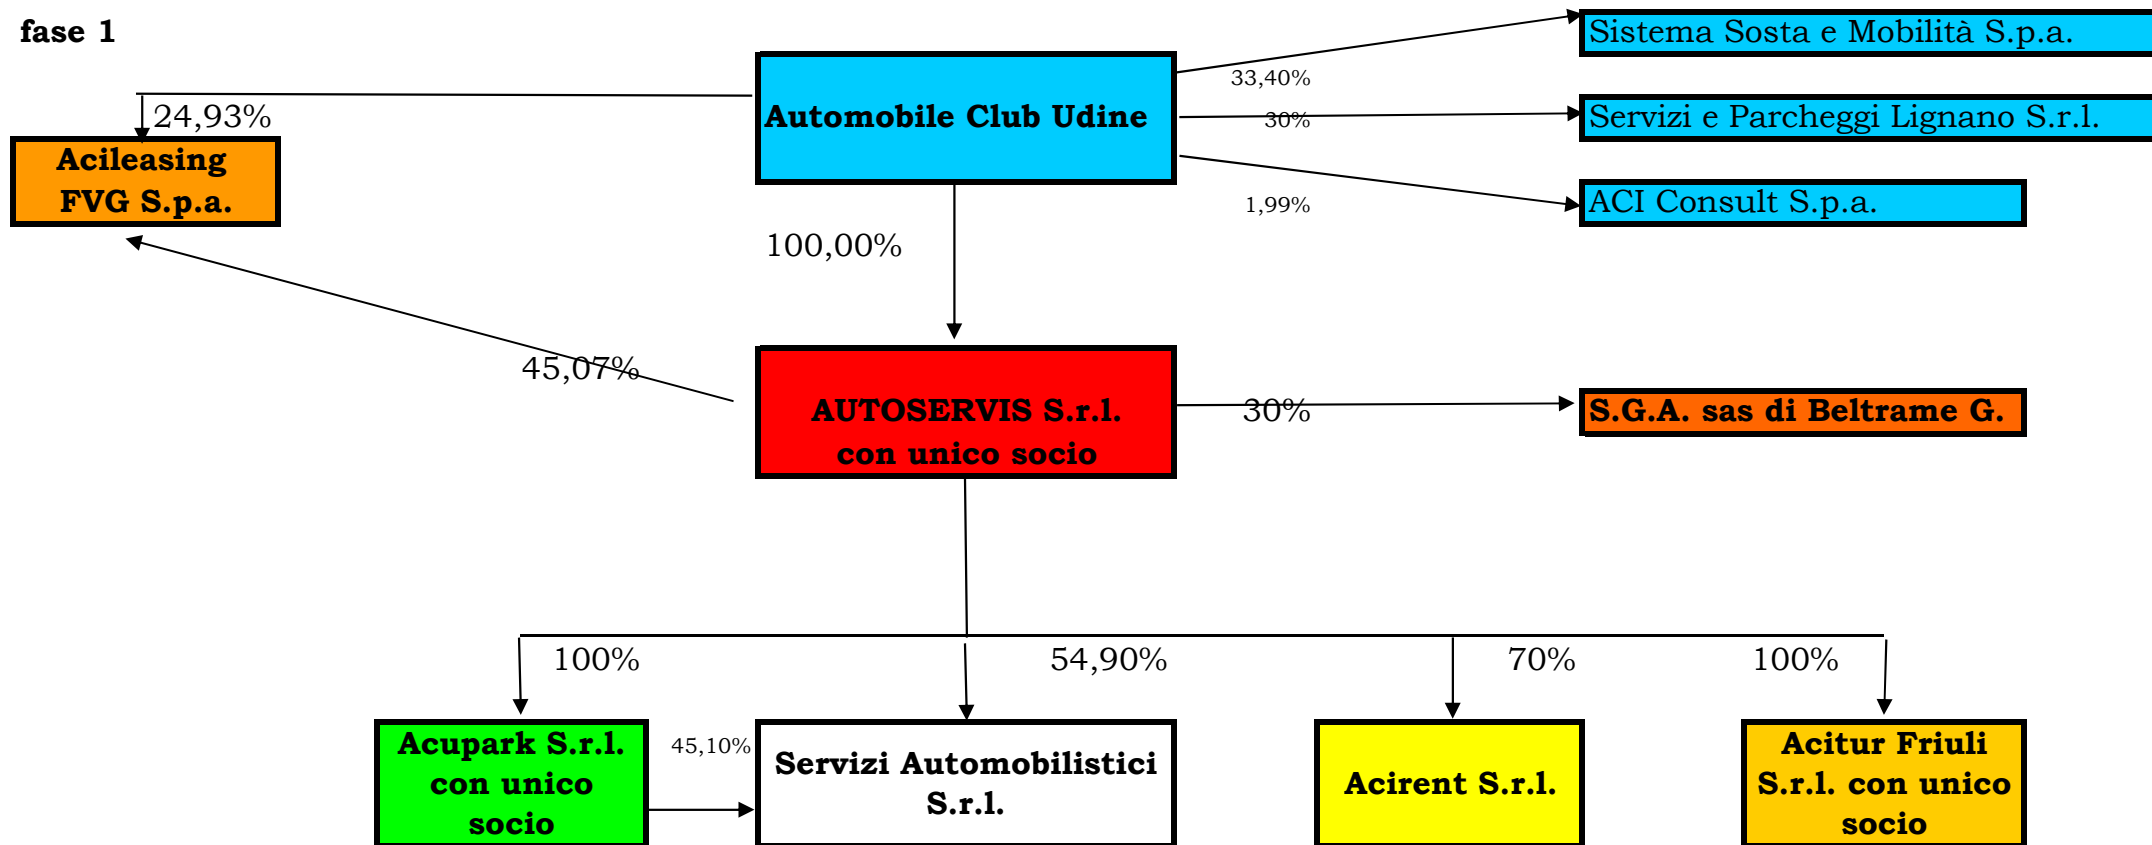 fase 1
Sistema Sosta e Mobilità S.p.a.
33,40%
24,93%
Automobile Club Udine
30%
Servizi e Parcheggi Lignano S.r.l.
Acileasing
FVG S.p.a.
1,99%
ACI Consult S.p.a.
100,00%
45,07%
AUTOSERVIS S.r.l.
con unico socio
30%
S.G.A. sas di Beltrame G.
100%
54,90%
70%
100%
Acupark S.r.l.
con unico
socio
45,10%
Servizi Automobilistici
S.r.l.
Acirent S.r.l.
Acitur Friuli
S.r.l. con unico
socio